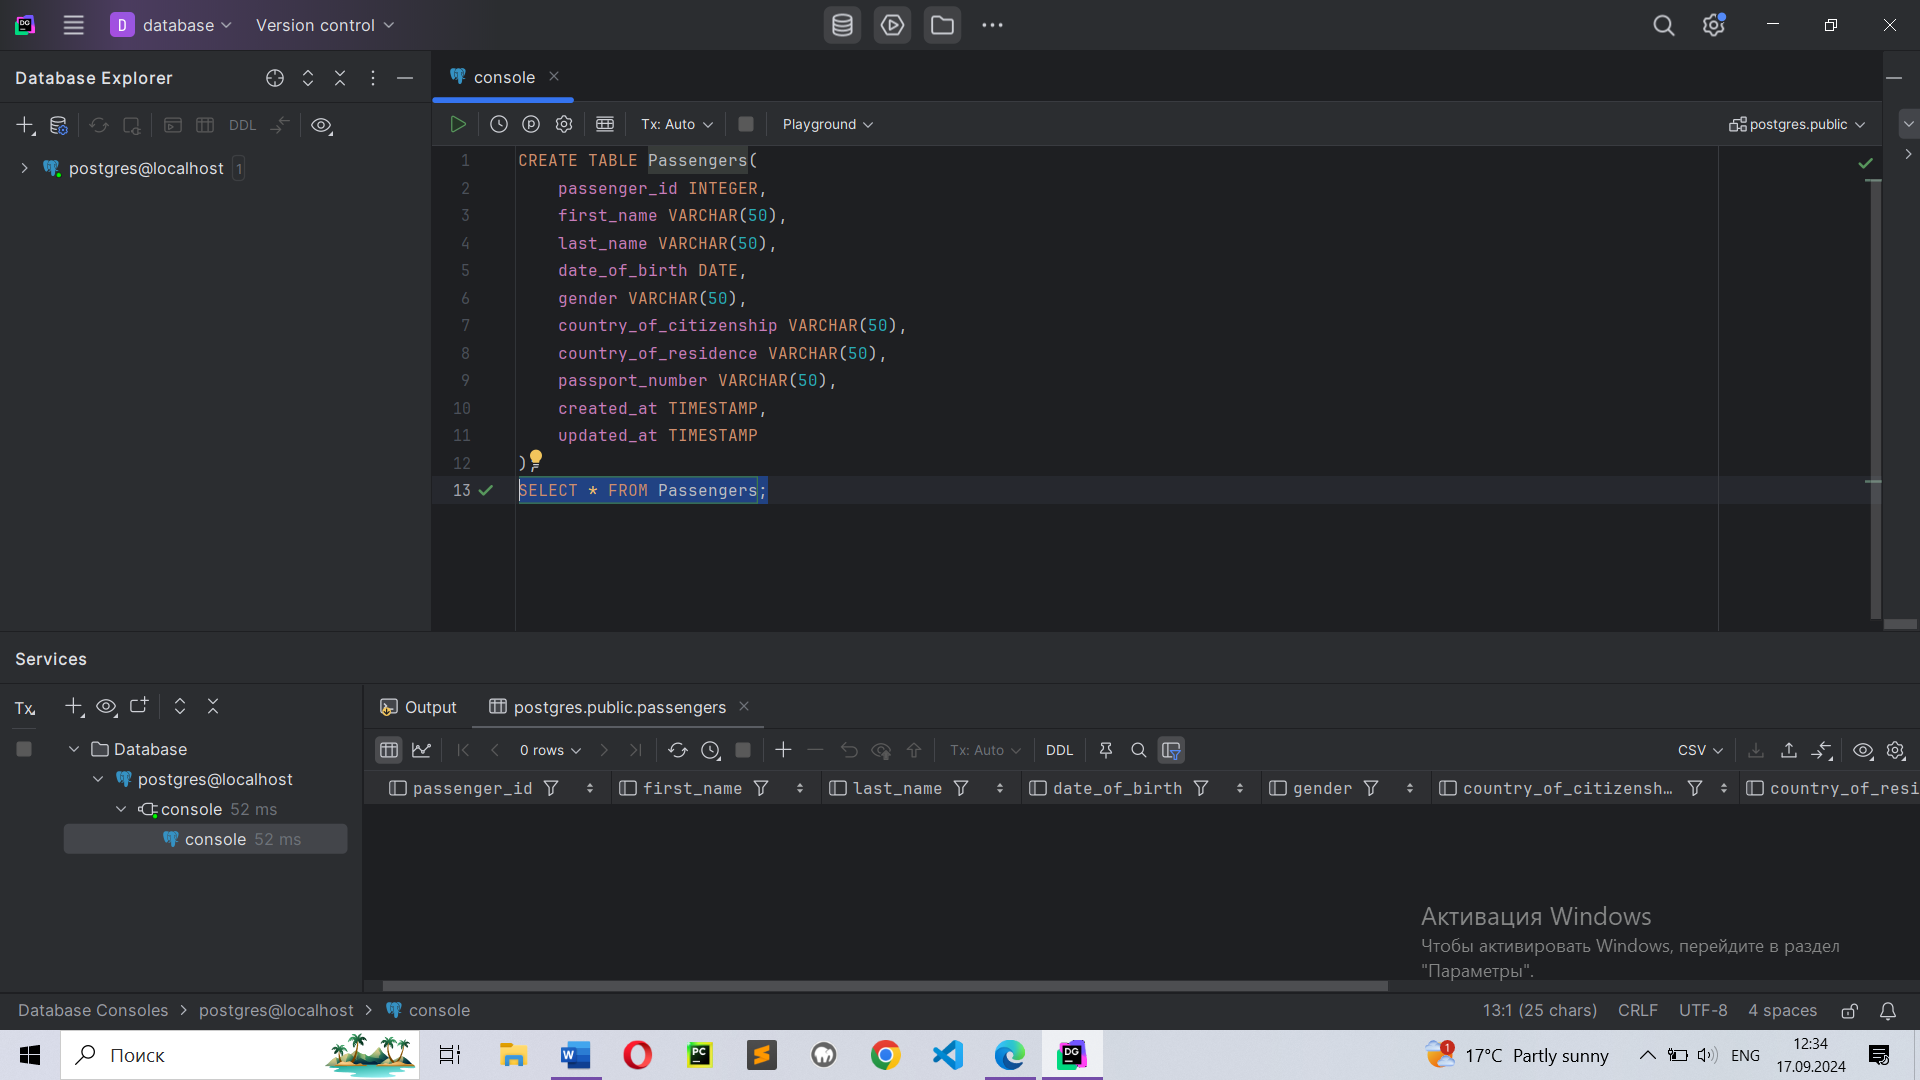 D database Version control
Database Explorer
DDL
postgres@localhost 1
console
Tx: Auto Playground postgres.public
1 CREATE TABLE Passengers(
2 passenger_id INTEGER,
3 first_name VARCHAR(50),
4 last_name VARCHAR(50),
5 date_of_birth DATE,
6 gender VARCHAR(50),
7 country_of_citizenship VARCHAR(50),
8 country_of_residence VARCHAR(50),
9 passport_number VARCHAR(50),
10 created_at TIMESTAMP,
11 updated_at TIMESTAMP
12 );
13 SELECT * FROM Passengers;
Services
Tx
Database
postgres@localhost
console 52 ms
console 52 ms
Output postgres.public.passengers
0 rows Tx: Auto DDL CSV
passenger_id first_name last_name date_of_birth gender country_of_citizensh… country_of_resi
Активация Windows
Чтобы активировать Windows, перейдите в раздел
"Параметры".
Database Consoles > postgres@localhost > console 13:1 (25 chars) CRLF UTF-8 4 spaces
Поиск
17°C Partly sunny ENG
12:34
17.09.2024